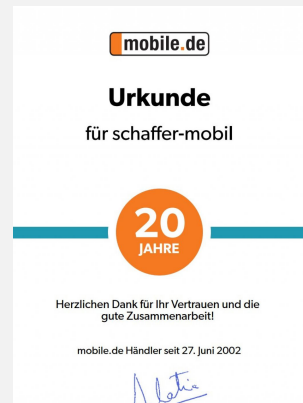 mobile.de
Urkunde
für schaffer-mobil
20
JAHRE
Herzlichen Dank für Ihr Vertrauen und die
gute Zusammenarbeit!
mobile.de Händler seit 27. Juni 2002